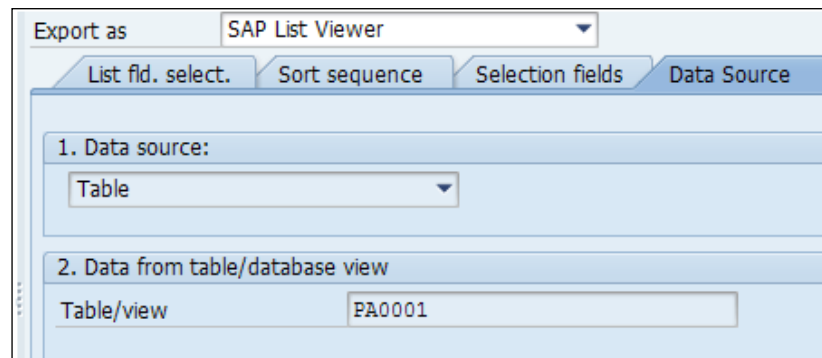 Export as SAP List Viewer
List fld. select. Sort sequence Selection fields Data Source
1. Data source:
Table
2. Data from table/database view
Table/view PA0001